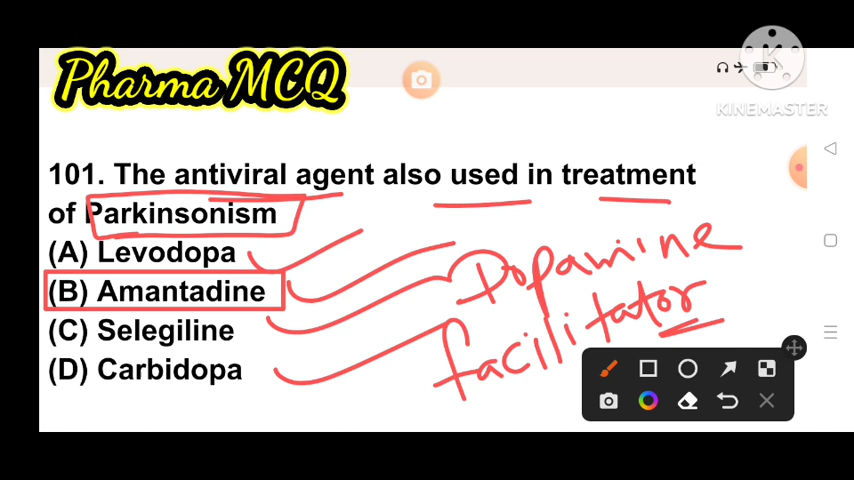 Pharma MCQ
KINEMASTER
101. The antiviral agent also used in treatment
of Parkinsonism
(A) Levodopa
(B) Amantadine
(C) Selegiline
(D) Carbidopa
Dopamine
facilitator